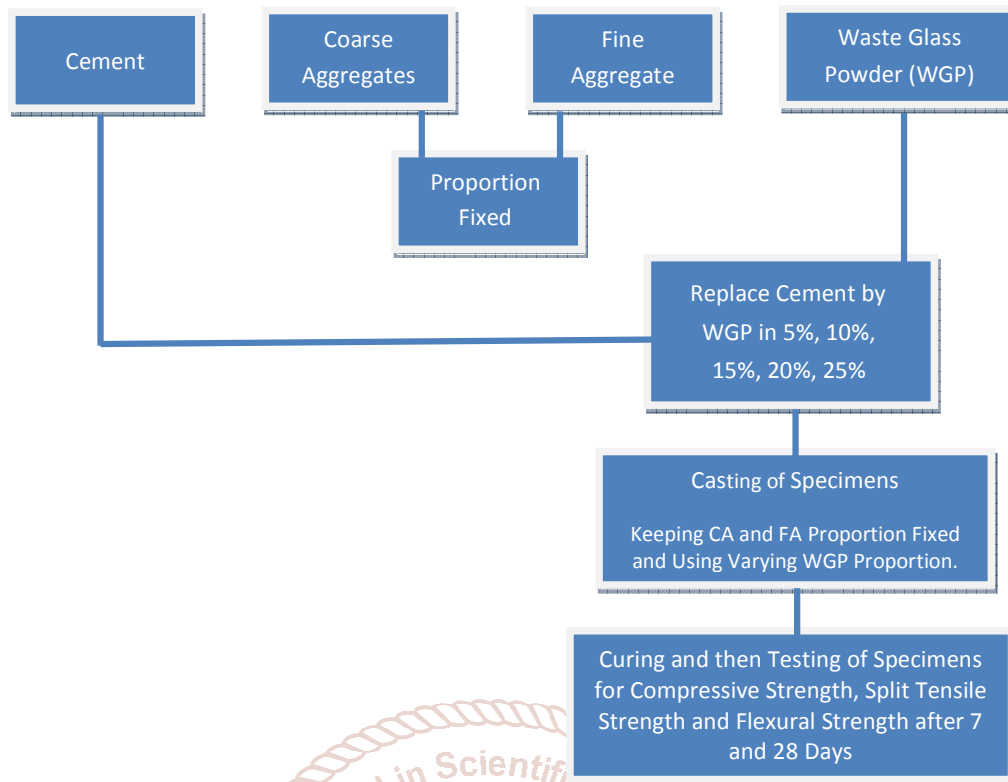 Cement
Coarse
Aggregates
Fine
Aggregate
Waste Glass
Powder (WGP)
Proportion
Fixed
Replace Cement by
WGP in 5%, 10%,
15%, 20%, 25%
Casting of Specimens
Keeping CA and FA Proportion Fixed
and Using Varying WGP Proportion.
Curing and then Testing of Specimens
for Compressive Strength, Split Tensile
Strength and Flexural Strength after 7
and 28 Days
in Scientif